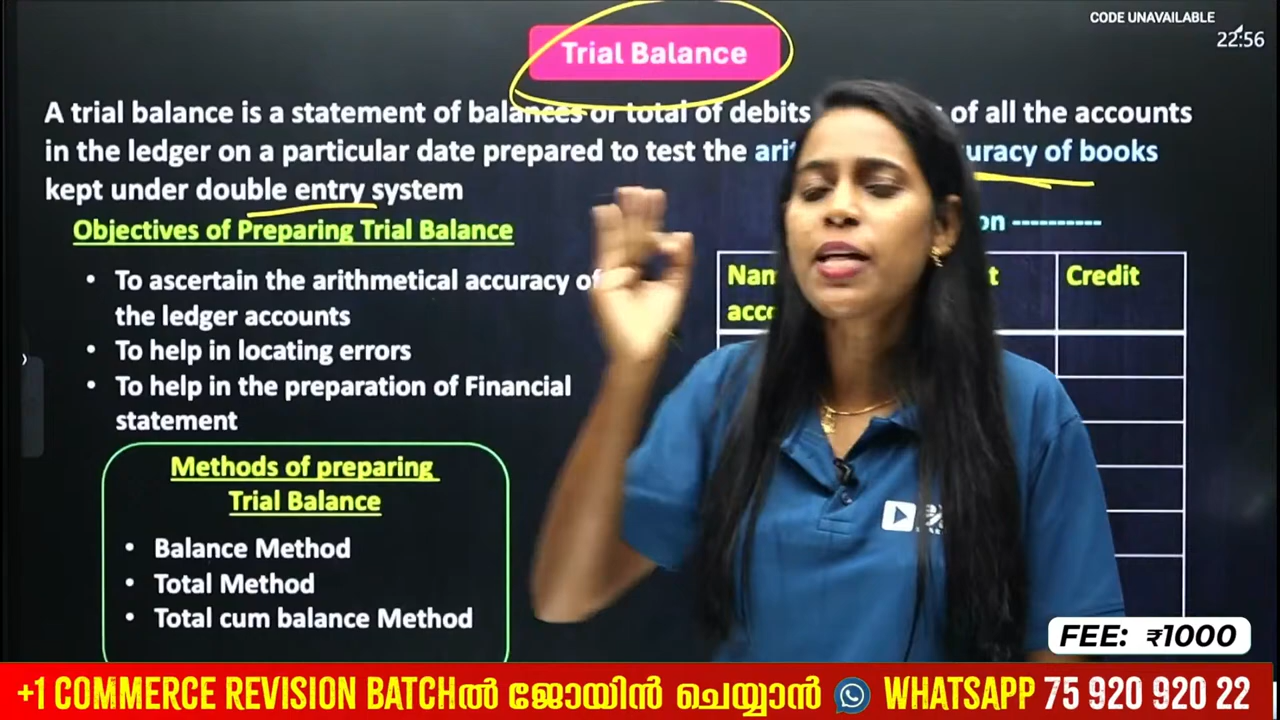 CODE UNAVAILABLE
22:56
Trial Balance
A trial balance is a statement of balances or total of debits of all the accounts
in the ledger on a particular date prepared to test the of books
kept under double entry system
Objectives of Preparing Trial Balance
----------
Credit
• To ascertain the arithmetical accuracy of
the ledger accounts
• To help in locating errors
• To help in the preparation of Financial
statement
Methods of preparing
Trial Balance
• Balance Method
• Total Method
• Total cum balance Method
FEE: ₹1000
+1 COMMERCE REVISION BATCHൽ ജോയിൻ ചെയ്യാൻ WHATSAPP 75 920 920 22